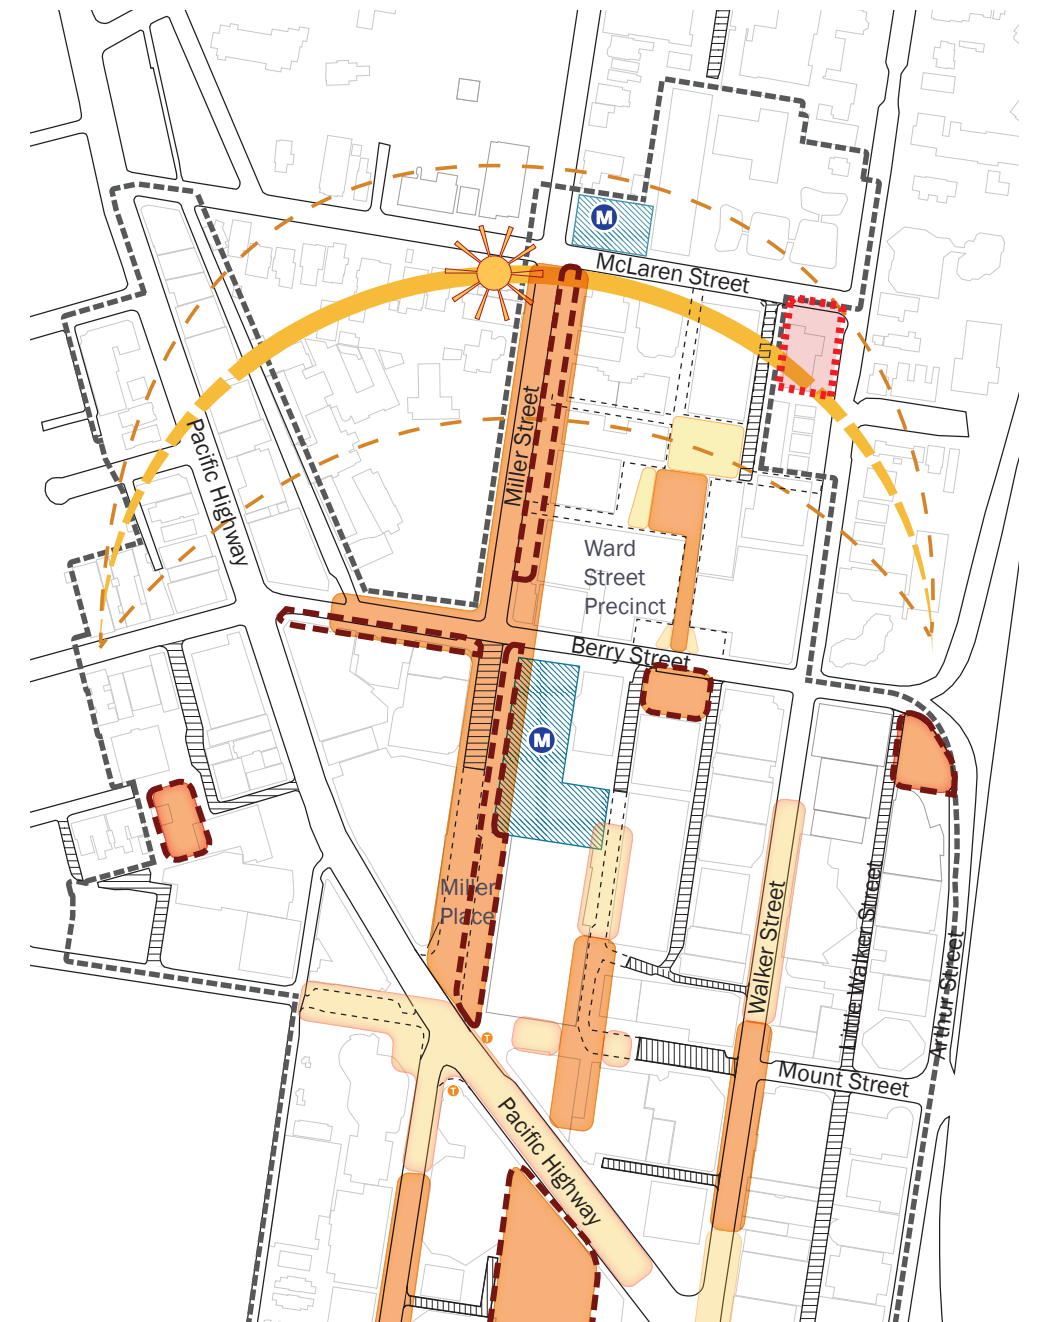 M
McLaren Street
Miller Street
Pacific Highway
Ward
Street
Precinct
Berry Street
M
Miller
Place
Walker Street
Little Walker Street
Arthur Street
T
Mount Street
T
Pacific Highway